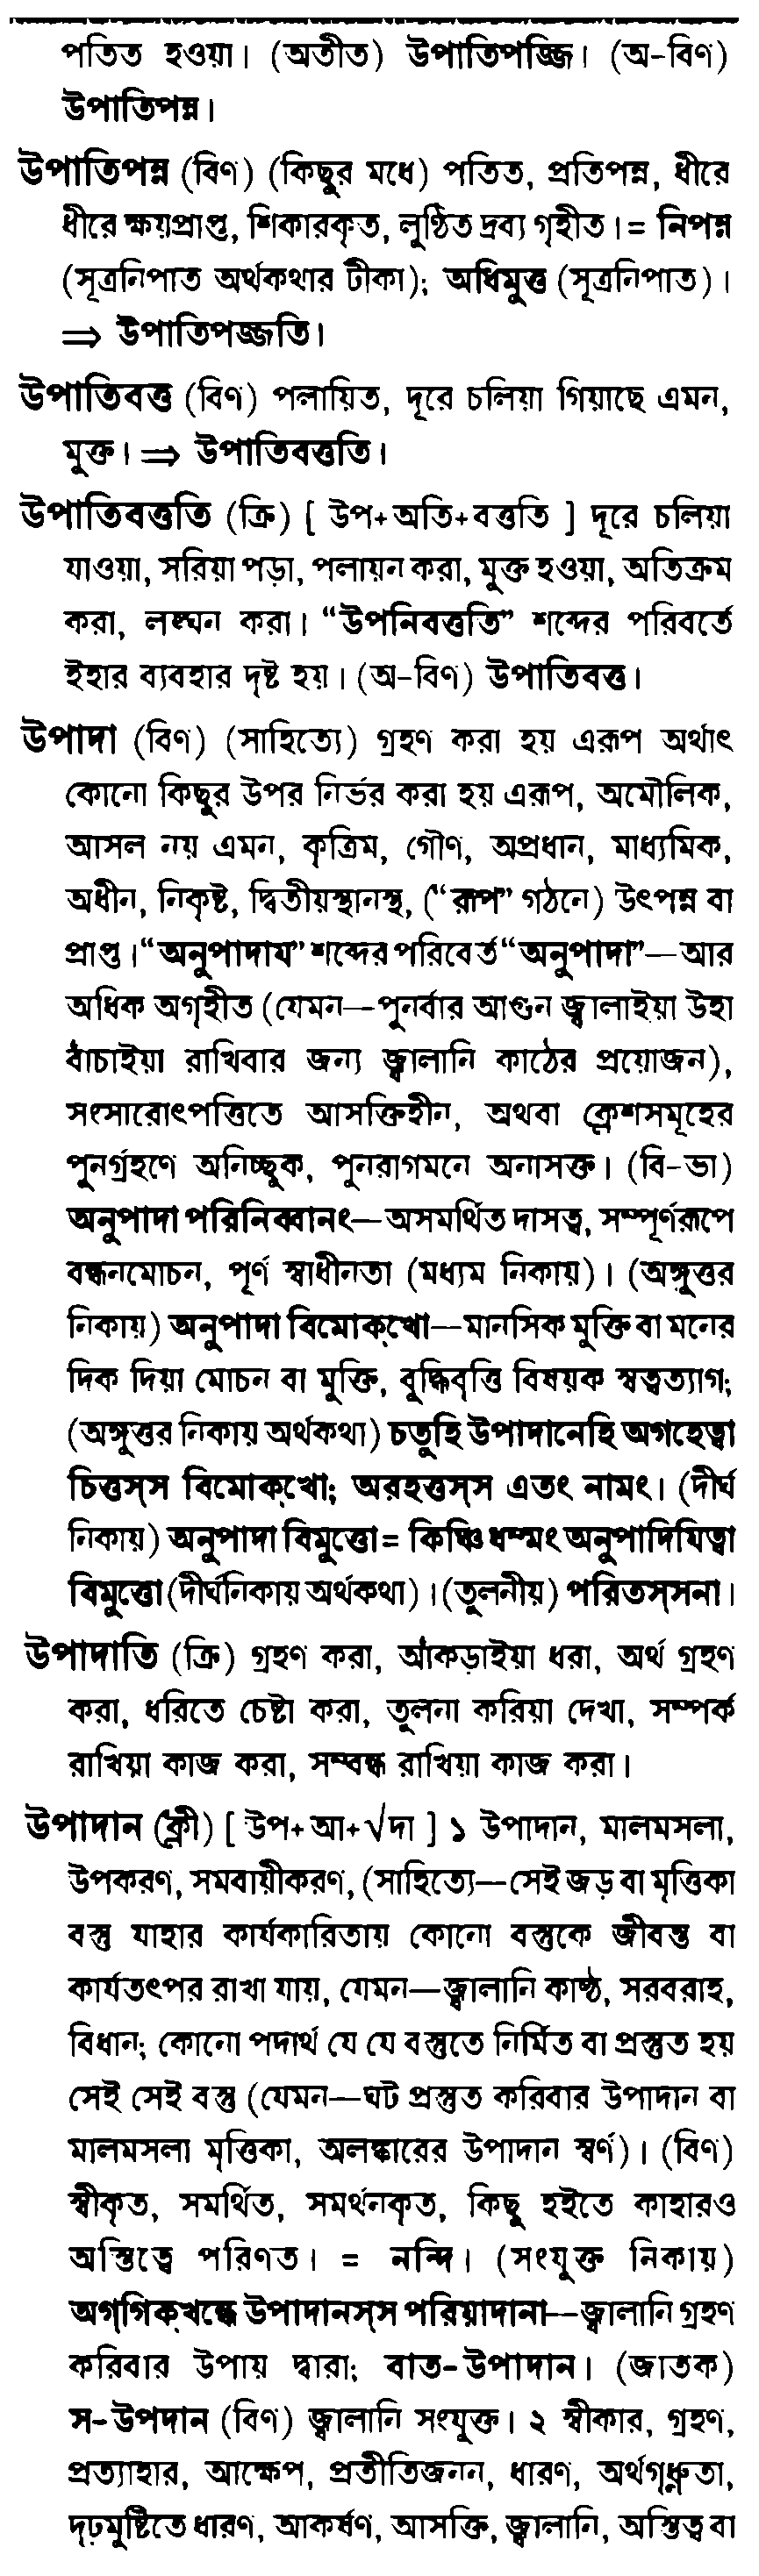 পতিত হওয়া। (অতীত) উপাতিপজ্জি। (অ-বিণ)
উপাতিপন্ন।
উপাতিপন্ন (বিণ) (কিছুর মধে) পতিত, প্রতিপন্ন, ধীরে
ধীরে ক্ষয়প্রাপ্ত, শিকারকৃত, লুণ্ঠিত দ্রব্য গৃহীত।= নিপন্ন
(সূত্রনিপাত অর্থকথার টীকা); অধিমুত্ত (সূত্রনিপাত)।
⇒ উপাতিপজ্জতি।
উপাতিবত্ত (বিণ) পলায়িত, দূরে চলিয়া গিয়াছে এমন,
মুক্ত। ⇒ উপাতিবত্ততি।
উপাতিবত্ততি (ক্রি) [ উপ+অতি+বত্ততি ] দূরে চলিয়া
যাওয়া, সরিয়া পড়া, পলায়ন করা, মুক্ত হওয়া, অতিক্রম
করা, লঙ্ঘন করা। “উপনিবত্ততি” শব্দের পরিবর্তে
ইহার ব্যবহার দৃষ্ট হয়। (অ-বিণ) উপাতিবত্ত।
উপাদা (বিণ) (সাহিত্যে) গ্রহণ করা হয় এরূপ অর্থাৎ
কোনো কিছুর উপর নির্ভর করা হয় এরূপ, অমৌলিক,
আসল নয় এমন, কৃত্রিম, গৌণ, অপ্রধান, মাধ্যমিক,
অধীন, নিকৃষ্ট, দ্বিতীয়স্থানস্থ, (“রূপ” গঠনে) উৎপন্ন বা
প্রাপ্ত। “অনুপাদায” শব্দের পরিবের্ত “অনুপাদা”—আর
অধিক অগৃহীত (যেমন—পুনর্বার আগুন জ্বালাইয়া উহা
বাঁচাইয়া রাখিবার জন্য জ্বালানি কাঠের প্রয়োজন),
সংসারোৎপত্তিতে আসক্তিহীন, অথবা ক্লেশসমূহের
পুনর্গ্রহণে অনিচ্ছুক, পুনরাগমনে অনাসক্ত। (বি-ভা)
অনুপাদা পরিনিব্বানং—অসমর্থিত দাসত্ব, সম্পূর্ণরূপে
বন্ধনমোচন, পূর্ণ স্বাধীনতা (মধ্যম নিকায়)। (অঙ্গুত্তর
নিকায়) অনুপাদা বিমোক্‌খো—মানসিক মুক্তি বা মনের
দিক দিয়া মোচন বা মুক্তি, বুদ্ধিবৃত্তি বিষয়ক স্বত্বত্যাগ;
(অঙ্গুত্তর নিকায় অর্থকথা) চতুহি উপাদানেহি অগহেত্বা
চিত্তস্‌স বিমোক্‌খো; অরহত্তস্‌স এতং নামং। (দীর্ঘ
নিকায়) অনুপাদা বিমুত্তো= কিঞ্চি ধম্মং অনুপাদিযিত্বা
বিমুত্তো (দীর্ঘনিকায় অর্থকথা)। (তুলনীয়) পরিতস্‌সনা।
উপাদাতি (ক্রি) গ্রহণ করা, আঁকড়াইয়া ধরা, অর্থ গ্রহণ
করা, ধরিতে চেষ্টা করা, তুলনা করিয়া দেখা, সম্পর্ক
রাখিয়া কাজ করা, সম্বন্ধ রাখিয়া কাজ করা।
উপাদান (ক্লী) [ উপ+আ+√দা ] ১ উপাদান, মালমসলা,
উপকরণ, সমবায়ীকরণ, (সাহিত্যে—সেই জড় বা মৃত্তিকা
বস্তু যাহার কার্যকারিতায় কোনো বস্তুকে জীবন্ত বা
কার্যতৎপর রাখা যায়, যেমন—জ্বালানি কাষ্ঠ, সরবরাহ,
বিধান; কোনো পদার্থ যে যে বস্তুতে নির্মিত বা প্রস্তুত হয়
সেই সেই বস্তু (যেমন—ঘট প্রস্তুত করিবার উপাদান বা
মালমসলা মৃত্তিকা, অলঙ্কারের উপাদান স্বর্ণ)। (বিণ)
স্বীকৃত, সমর্থিত, সমর্থনকৃত, কিছু হইতে কাহারও
অস্তিত্বে পরিণত। = নন্দি। (সংযুক্ত নিকায়)
অগ্‌গিক্‌খন্ধে উপাদানস্‌স পরিয়াদানা—জ্বালানি গ্রহণ
করিবার উপায় দ্বারা; বাত-উপাদান। (জাতক)
স-উপদান (বিণ) জ্বালানি সংযুক্ত। ২ স্বীকার, গ্রহণ,
প্রত্যাহার, আক্ষেপ, প্রতীতিজনন, ধারণ, অর্থগৃধ্নুতা,
দৃঢ়মুষ্টিতে ধারণ, আকর্ষণ, আসক্তি, জ্বালানি, অস্তিত্ব বা